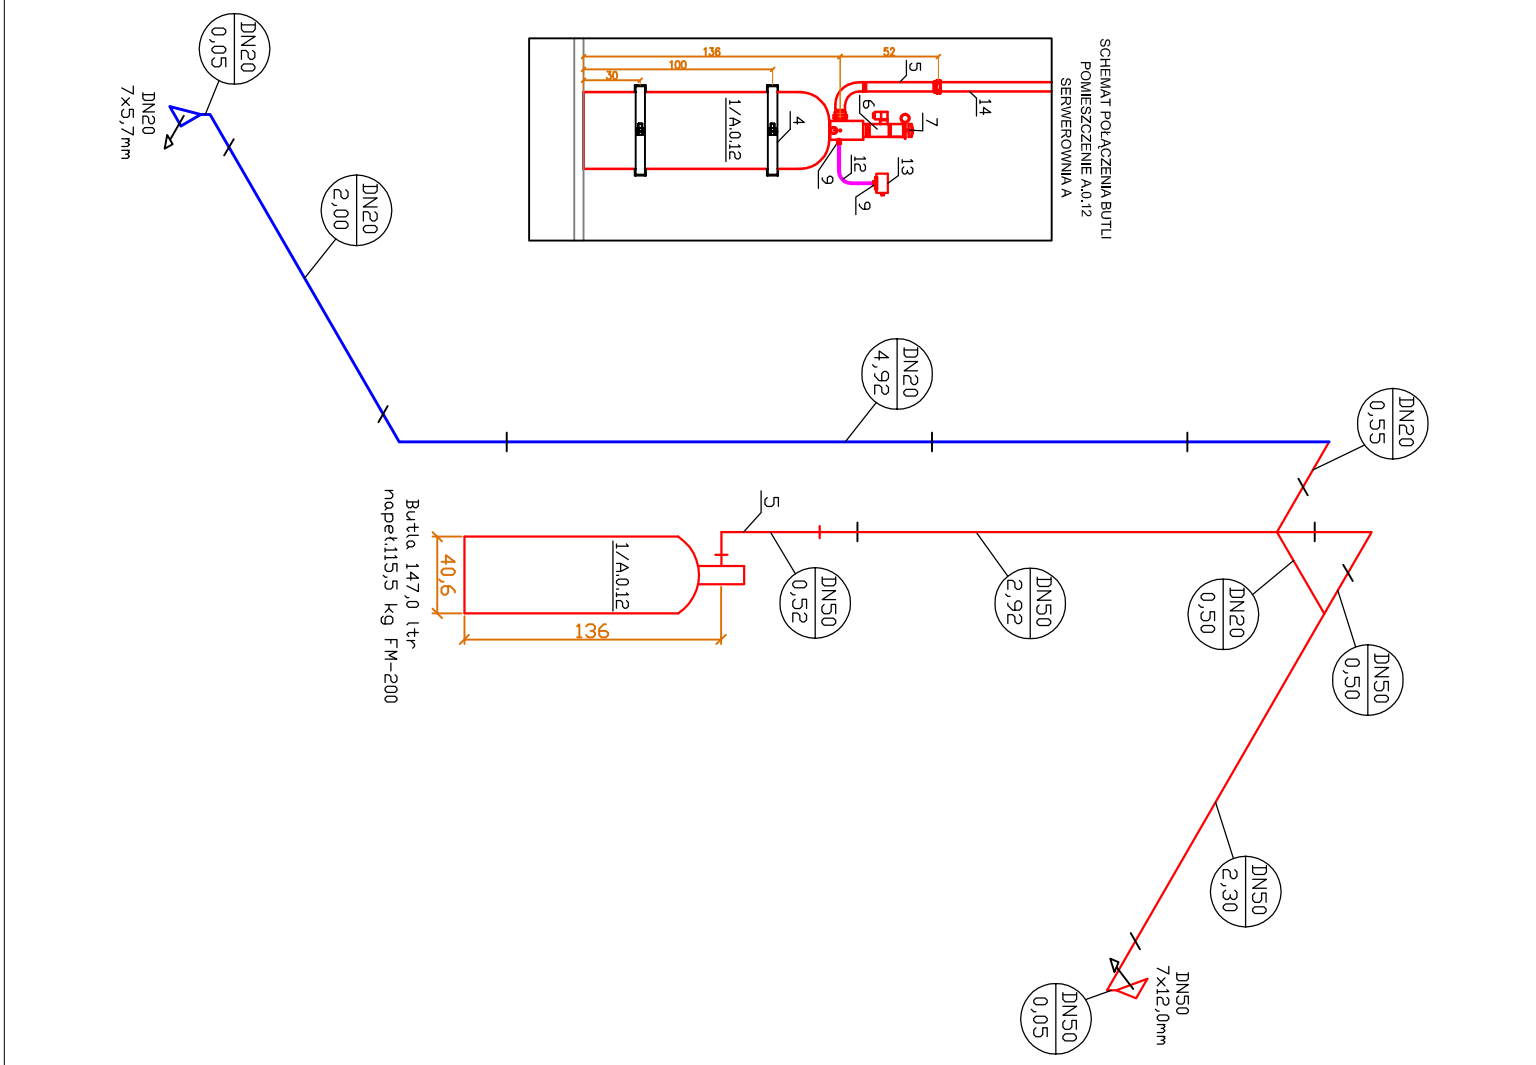 SCHEMAT POŁĄCZENIA BUTLI
POMIESZCZENIE A.0.12
SERWEROWNIA A
136
52
100
30
5
14
6
7
4
1/A.0.12
12
13
9
9
DN20
0,05
DN20
7x5,7mm
DN20
2,00
DN20
4,92
DN20
0,55
5
1/A.0.12
40,6
136
Butla 147,0 ltr
napeł.115,5 kg FM-200
DN50
0,52
DN50
2,92
DN20
0,50
DN50
0,50
DN50
2,30
DN50
7x12,0mm
DN50
0,05